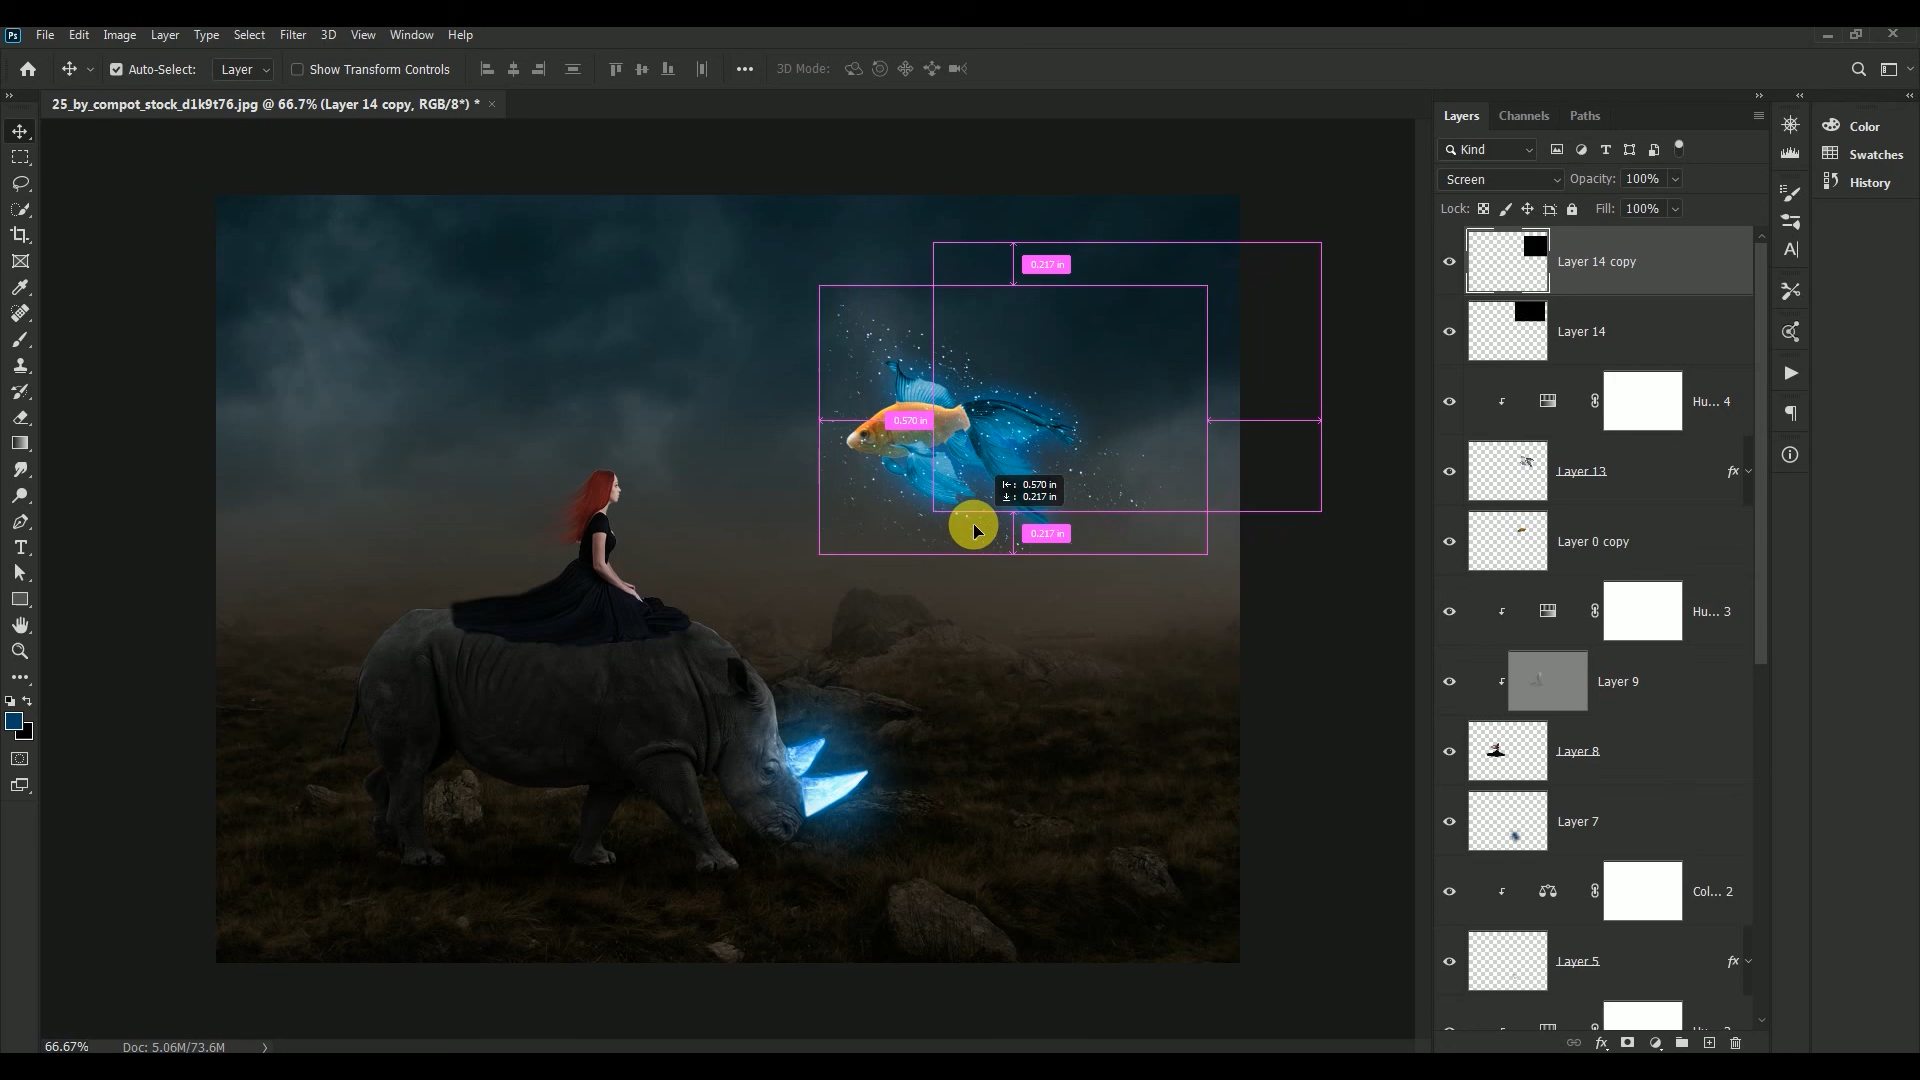 Ps File Edit Image Layer Type Select Filter 3D View Window Help
Auto-Select: Layer Show Transform Controls 3D Mode:
25_by_compot_stock_d1k9t76.jpg @ 66.7% (Layer 14 copy, RGB/8*) *
Layers Channels Paths
Kind
Screen Opacity: 100%
Lock: Fill: 100%
Layer 14 copy
Layer 14
Hu... 4
Layer 13 fx
Layer 0 copy
Hu... 3
Layer 9
Layer 8
Layer 7
Col... 2
Layer 5 fx
fx
Color
Swatches
History
0.217 in
0.570 in
0.570 in
0.217 in
0.217 in
66.67% Doc: 5.06M/73.6M